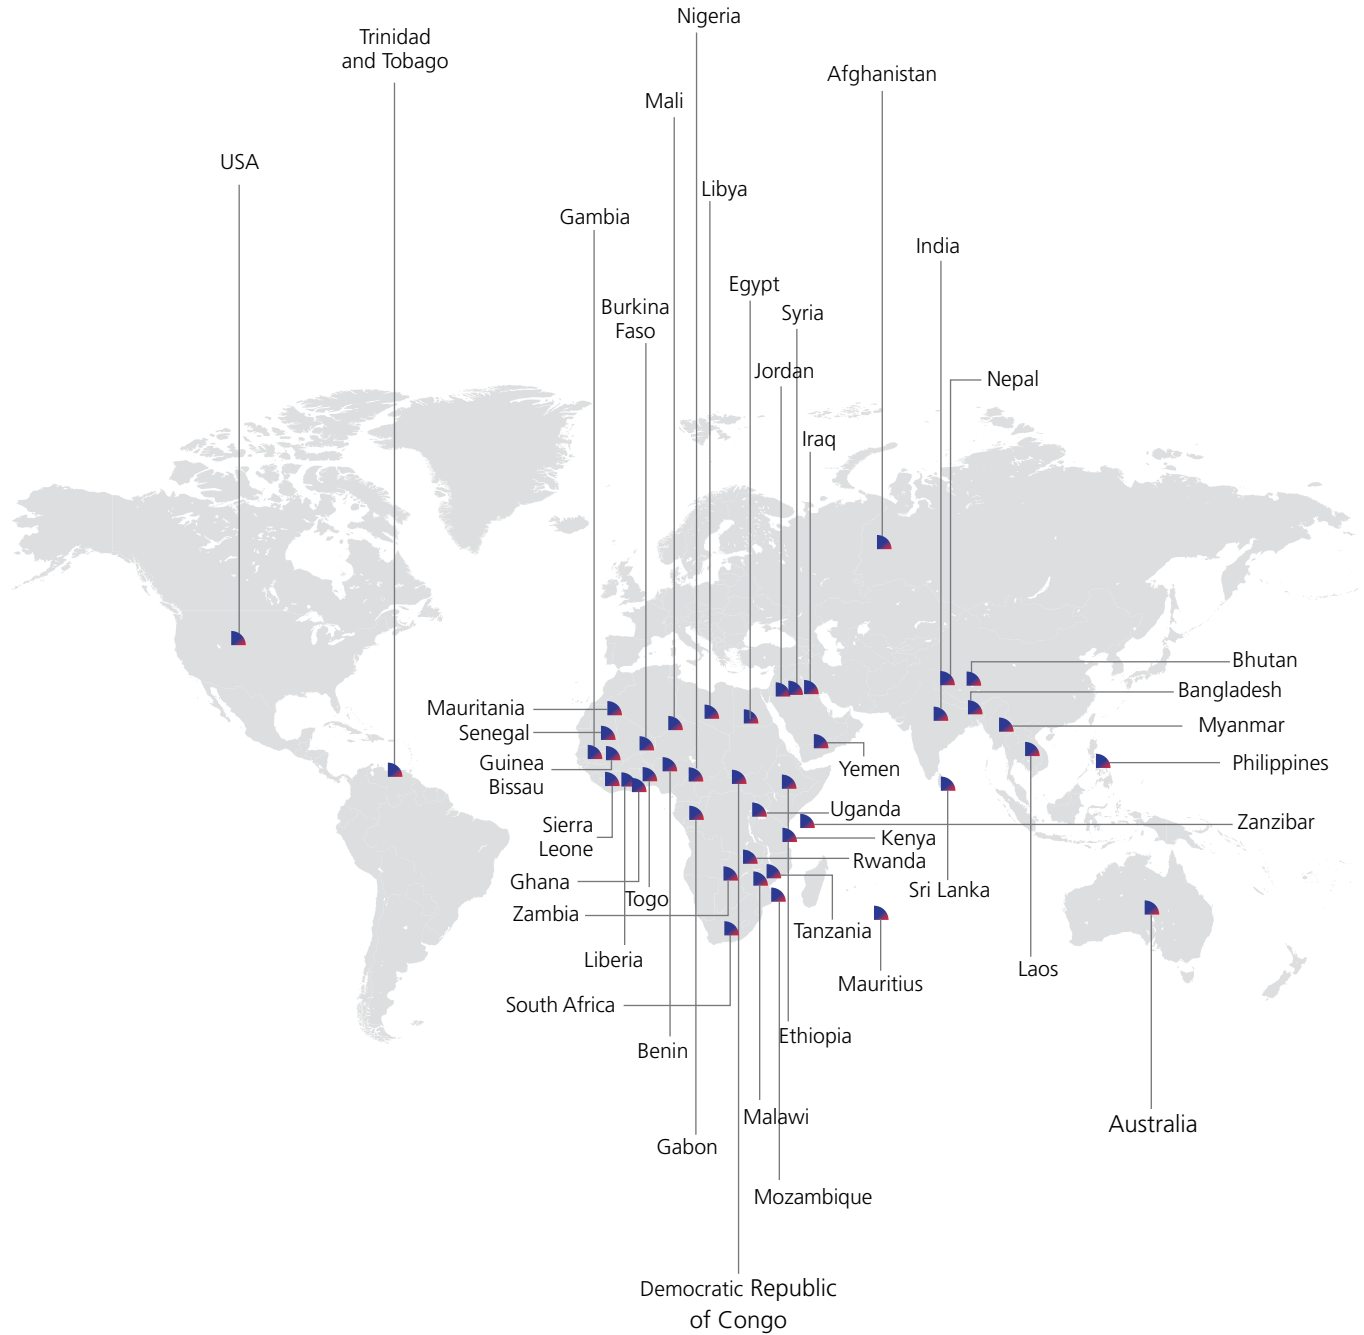 Nigeria
Trinidad
and Tobago
Afghanistan
Mali
USA
Libya
Gambia
India
Egypt
Burkina
Faso
Syria
Jordan
Nepal
Iraq
Bhutan
Bangladesh
Mauritania
Senegal
Myanmar
Guinea
Bissau
Yemen
Philippines
Uganda
Zanzibar
Sierra
Leone
Kenya
Rwanda
Ghana
Sri Lanka
Togo
Zambia
Tanzania
Liberia
Laos
Mauritius
South Africa
Ethiopia
Benin
Malawi
Australia
Gabon
Mozambique
Democratic Republic
of Congo